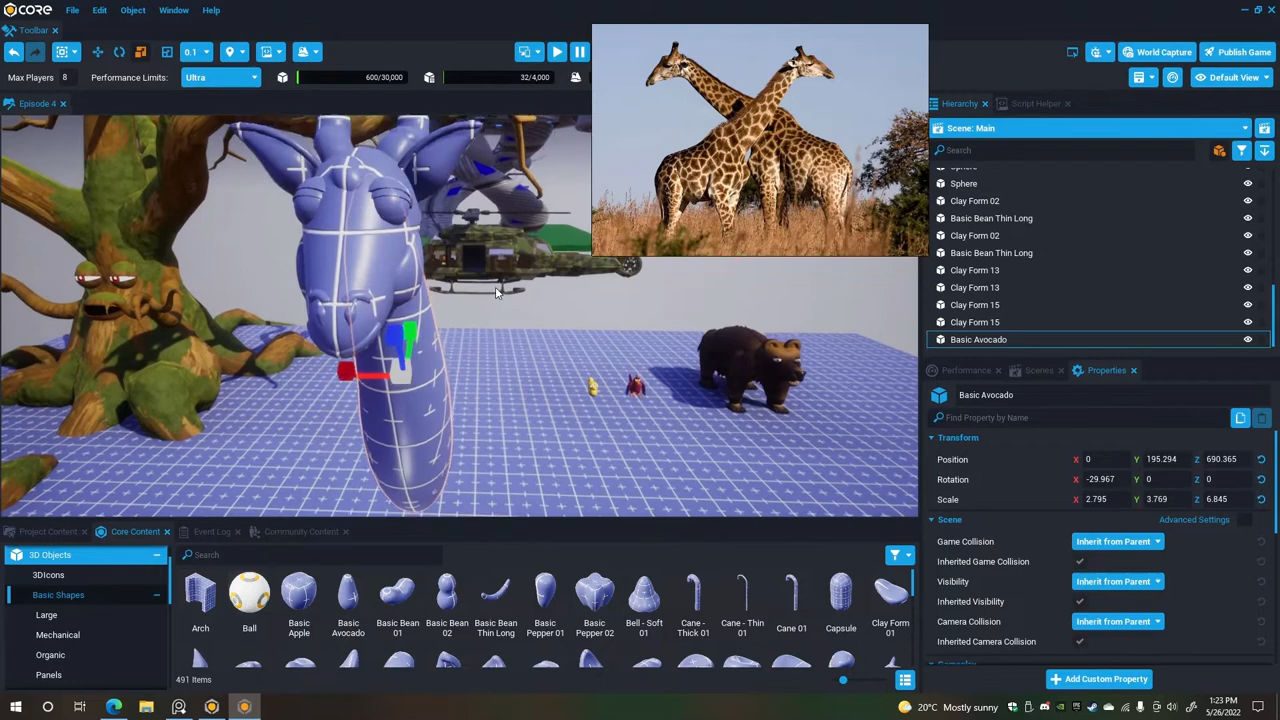 CORE File Edit Object Window Help
Toolbar
0.1 World Capture Publish Game
Max Players 8 Performance Limits: Ultra 600/30,000 32/4,000 Default View
Episode 4
Hierarchy Script Helper
Scene: Main
Search
Sphere
Sphere
Clay Form 02
Basic Bean Thin Long
Clay Form 02
Basic Bean Thin Long
Clay Form 13
Clay Form 13
Clay Form 15
Clay Form 15
Basic Avocado
Performance Scenes Properties
Basic Avocado
Find Property by Name
Transform
Position X 0 Y 195.294 Z 690.365
Rotation X -29.967 Y 0 Z 0
Scale X 2.795 Y 3.769 Z 6.845
Scene Advanced Settings
Game Collision Inherit from Parent
Inherited Game Collision
Visibility Inherit from Parent
Inherited Visibility
Camera Collision Inherit from Parent
Inherited Camera Collision
Gameplay
Add Custom Property
Project Content Core Content Event Log Community Content
3D Objects
Search
3DIcons
Basic Shapes
Large
Mechanical
Organic
Panels
Arch
Ball
Basic Apple
Basic Avocado
Basic Bean 01
Basic Bean 02
Basic Bean Thin Long
Basic Pepper 01
Basic Pepper 02
Bell - Soft 01
Cane - Thick 01
Cane - Thin 01
Cane 01
Capsule
Clay Form 01
491 Items
20°C Mostly sunny
1:23 PM
5/26/2022